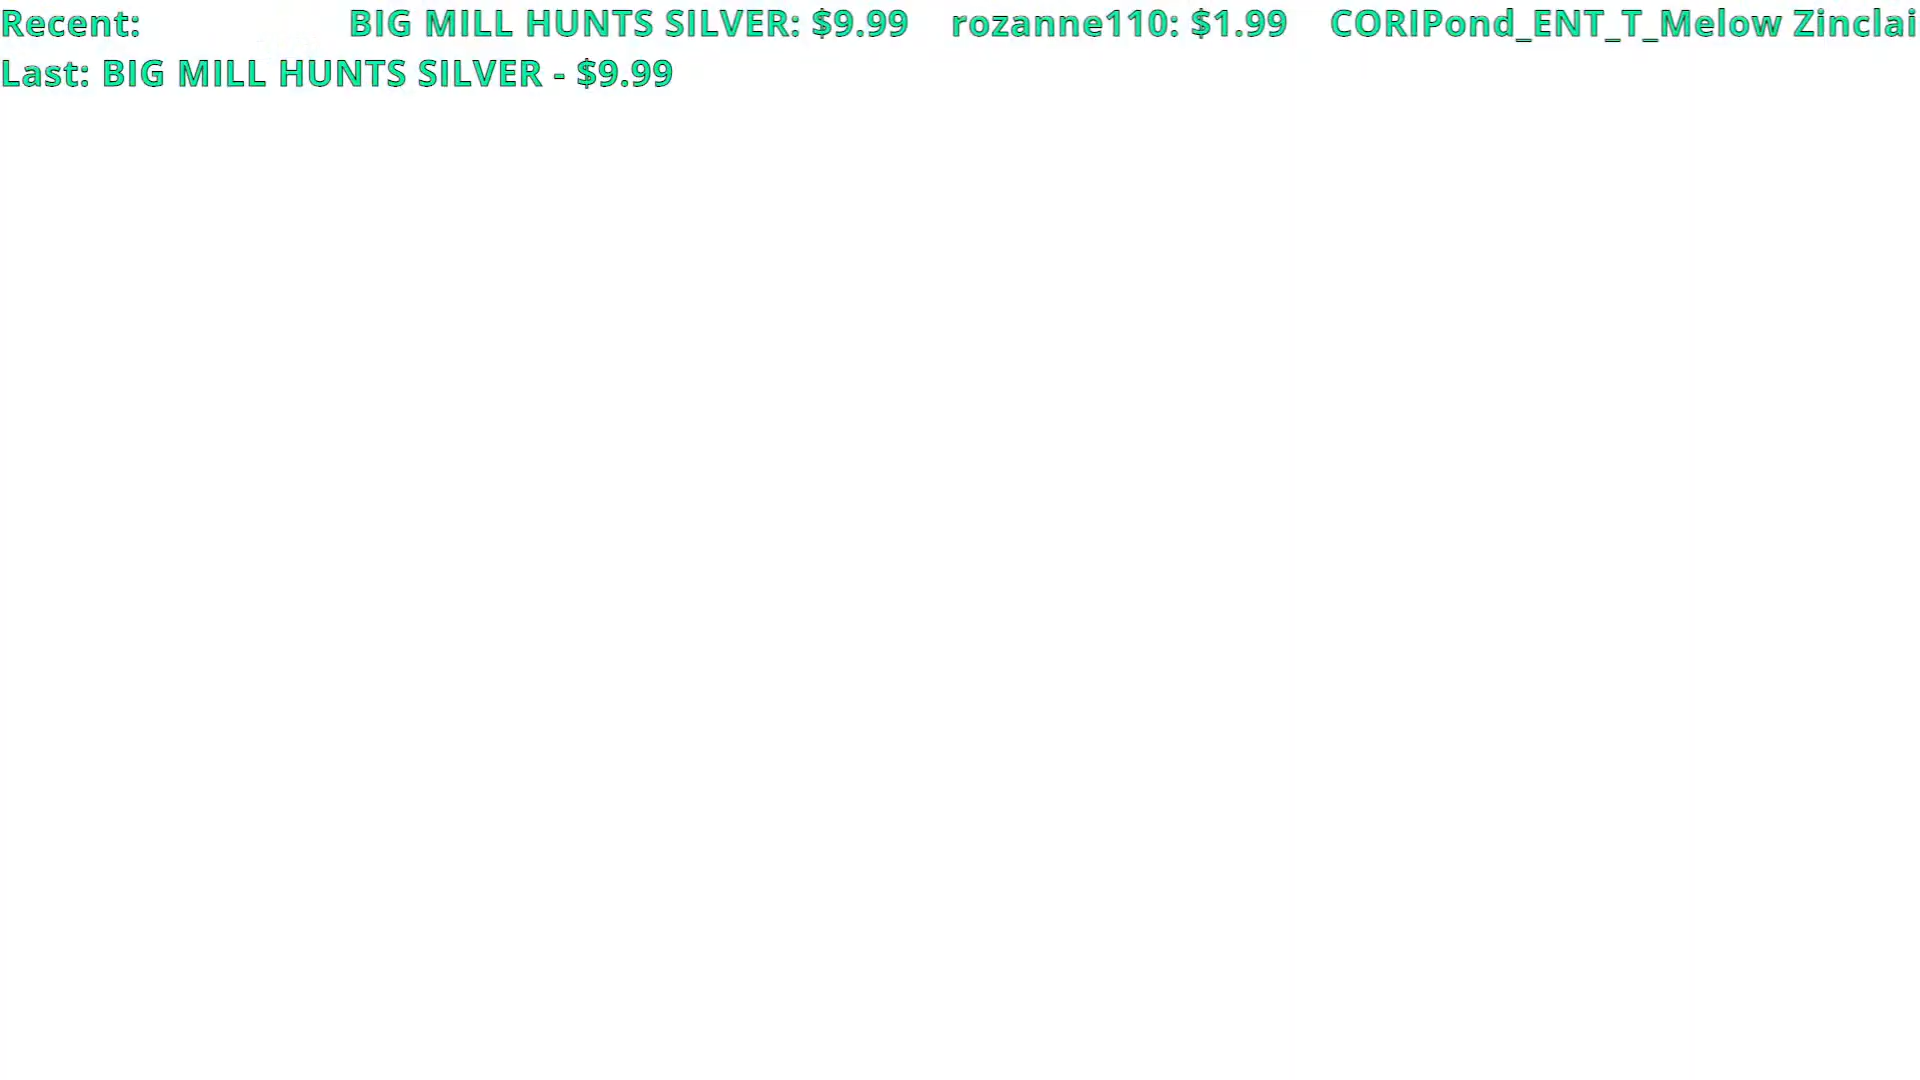 Recent: BIG MILL HUNTS SILVER: $9.99 rozanne110: $1.99 CORIPond_ENT_T_Melow Zinclai
Last: BIG MILL HUNTS SILVER - $9.99